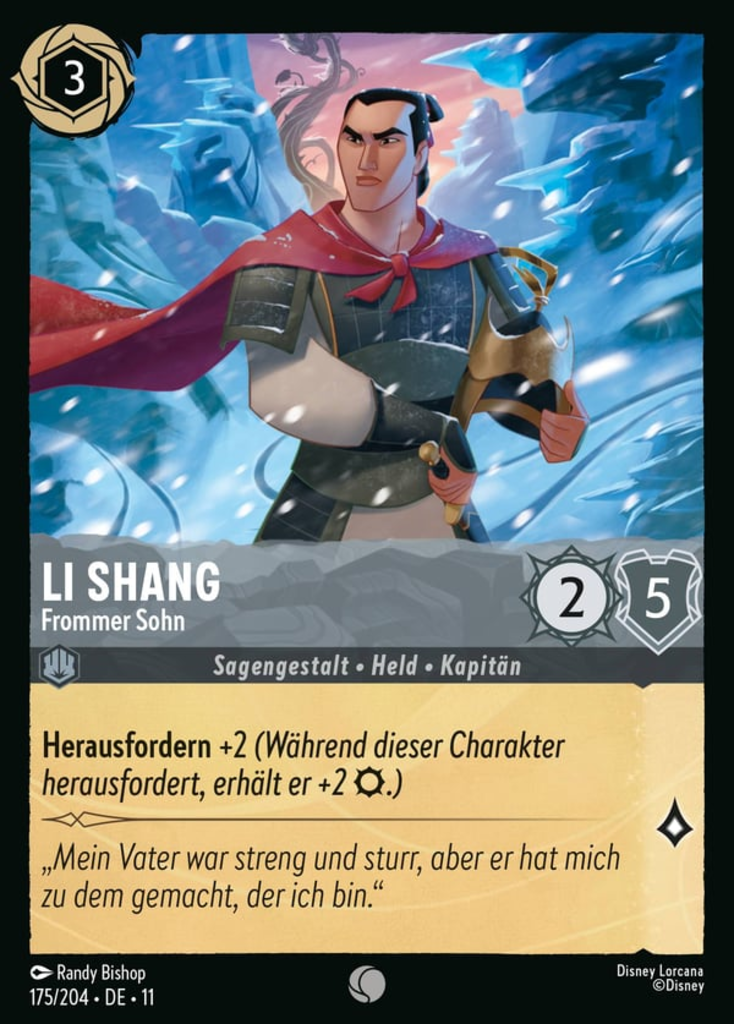 3
LI SHANG
Frommer Sohn
2
5
Sagengestalt • Held • Kapitän
Herausfordern +2 (Während dieser Charakter
herausfordert, erhält er +2 .)
„Mein Vater war streng und sturr, aber er hat mich
zu dem gemacht, der ich bin.“
Randy Bishop
175/204 • DE • 11
Disney Lorcana
©Disney